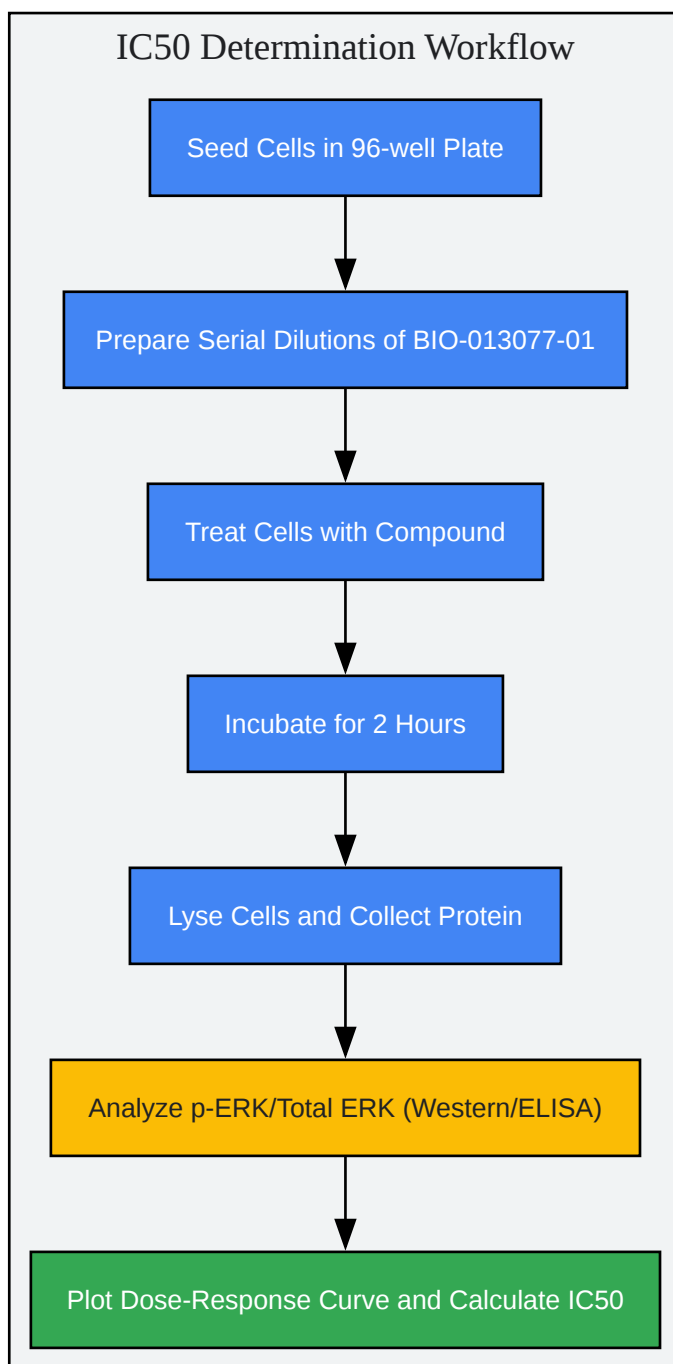 IC50 Determination Workflow
Seed Cells in 96-well Plate
Prepare Serial Dilutions of BIO-013077-01
Treat Cells with Compound
Incubate for 2 Hours
Lyse Cells and Collect Protein
Analyze p-ERK/Total ERK (Western/ELISA)
Plot Dose-Response Curve and Calculate IC50